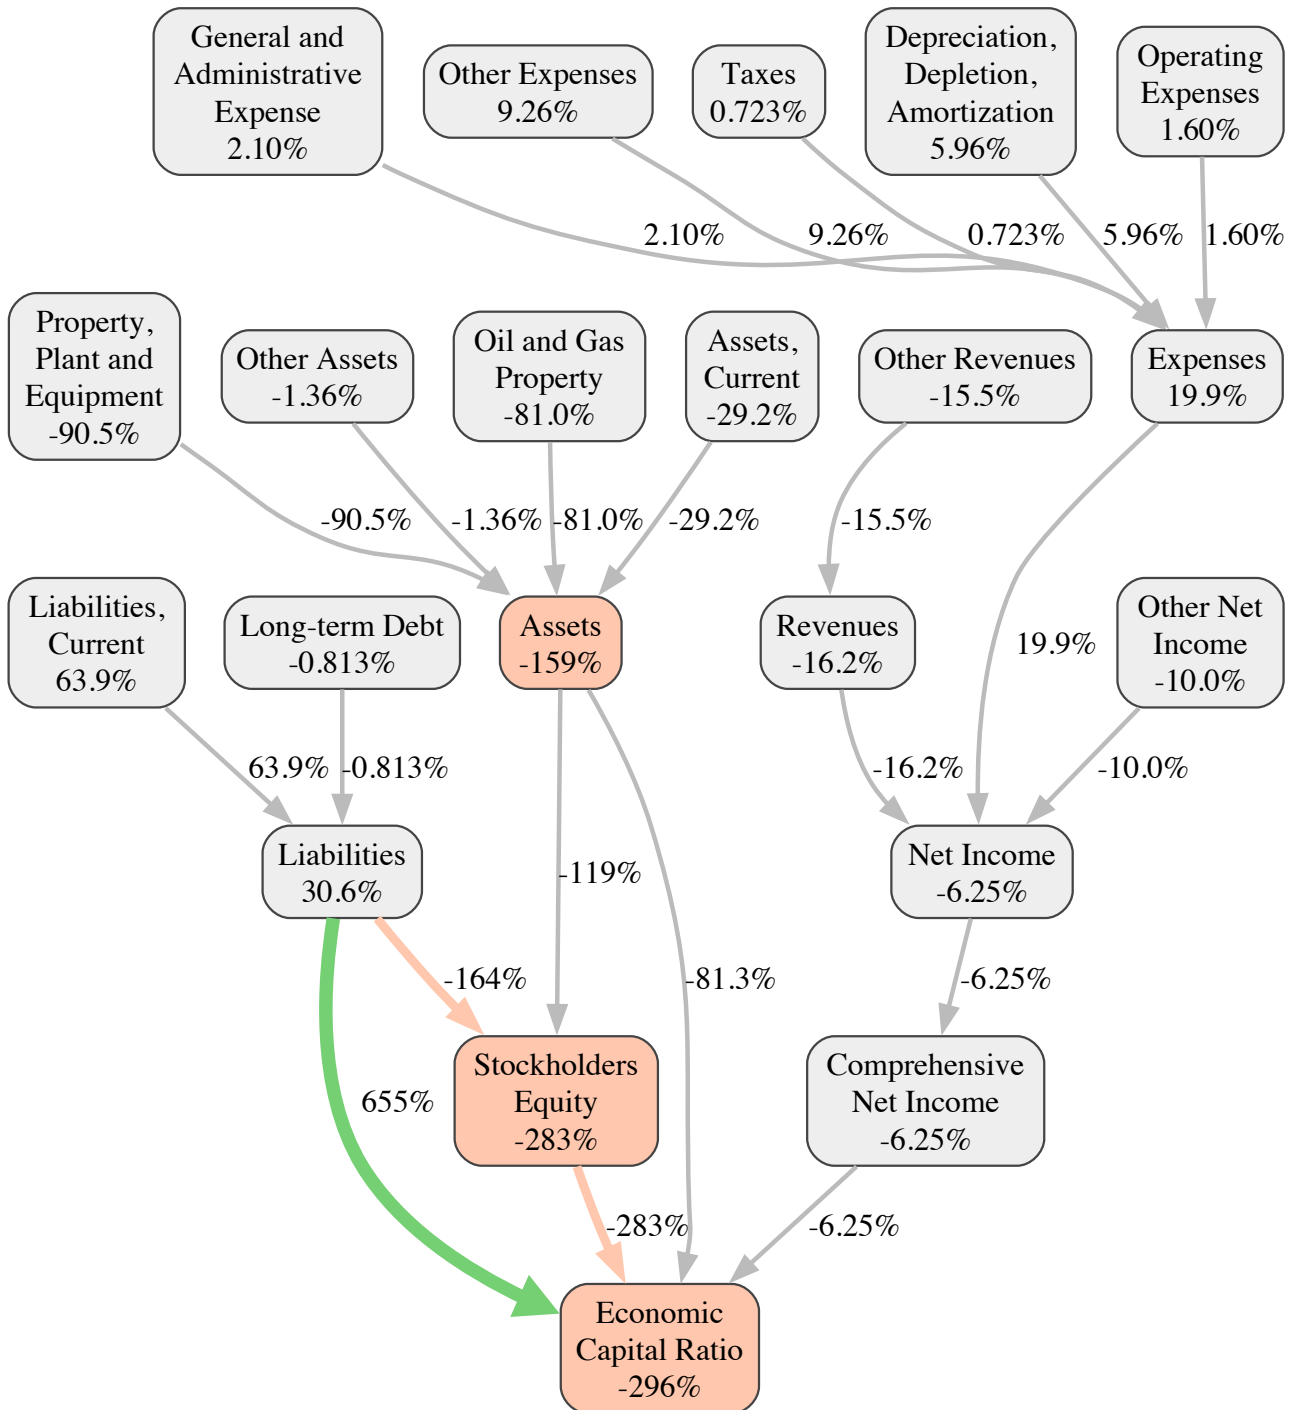 General and
Administrative
Expense
2.10%
Other Expenses
9.26%
Taxes
0.723%
Depreciation,
Depletion,
Amortization
5.96%
Operating
Expenses
1.60%
2.10%
9.26%
0.723%
5.96%
1.60%
Property,
Plant and
Equipment
-90.5%
Other Assets
-1.36%
Oil and Gas
Property
-81.0%
Assets,
Current
-29.2%
Other Revenues
-15.5%
Expenses
19.9%
-90.5%
-1.36%
-81.0%
-29.2%
-15.5%
Liabilities,
Current
63.9%
Long-term Debt
-0.813%
Assets
-159%
Revenues
-16.2%
19.9%
Other Net
Income
-10.0%
63.9%
-0.813%
-16.2%
-10.0%
Liabilities
30.6%
-119%
Net Income
-6.25%
-164%
-81.3%
-6.25%
655%
Stockholders
Equity
-283%
Comprehensive
Net Income
-6.25%
-283%
-6.25%
Economic
Capital Ratio
-296%